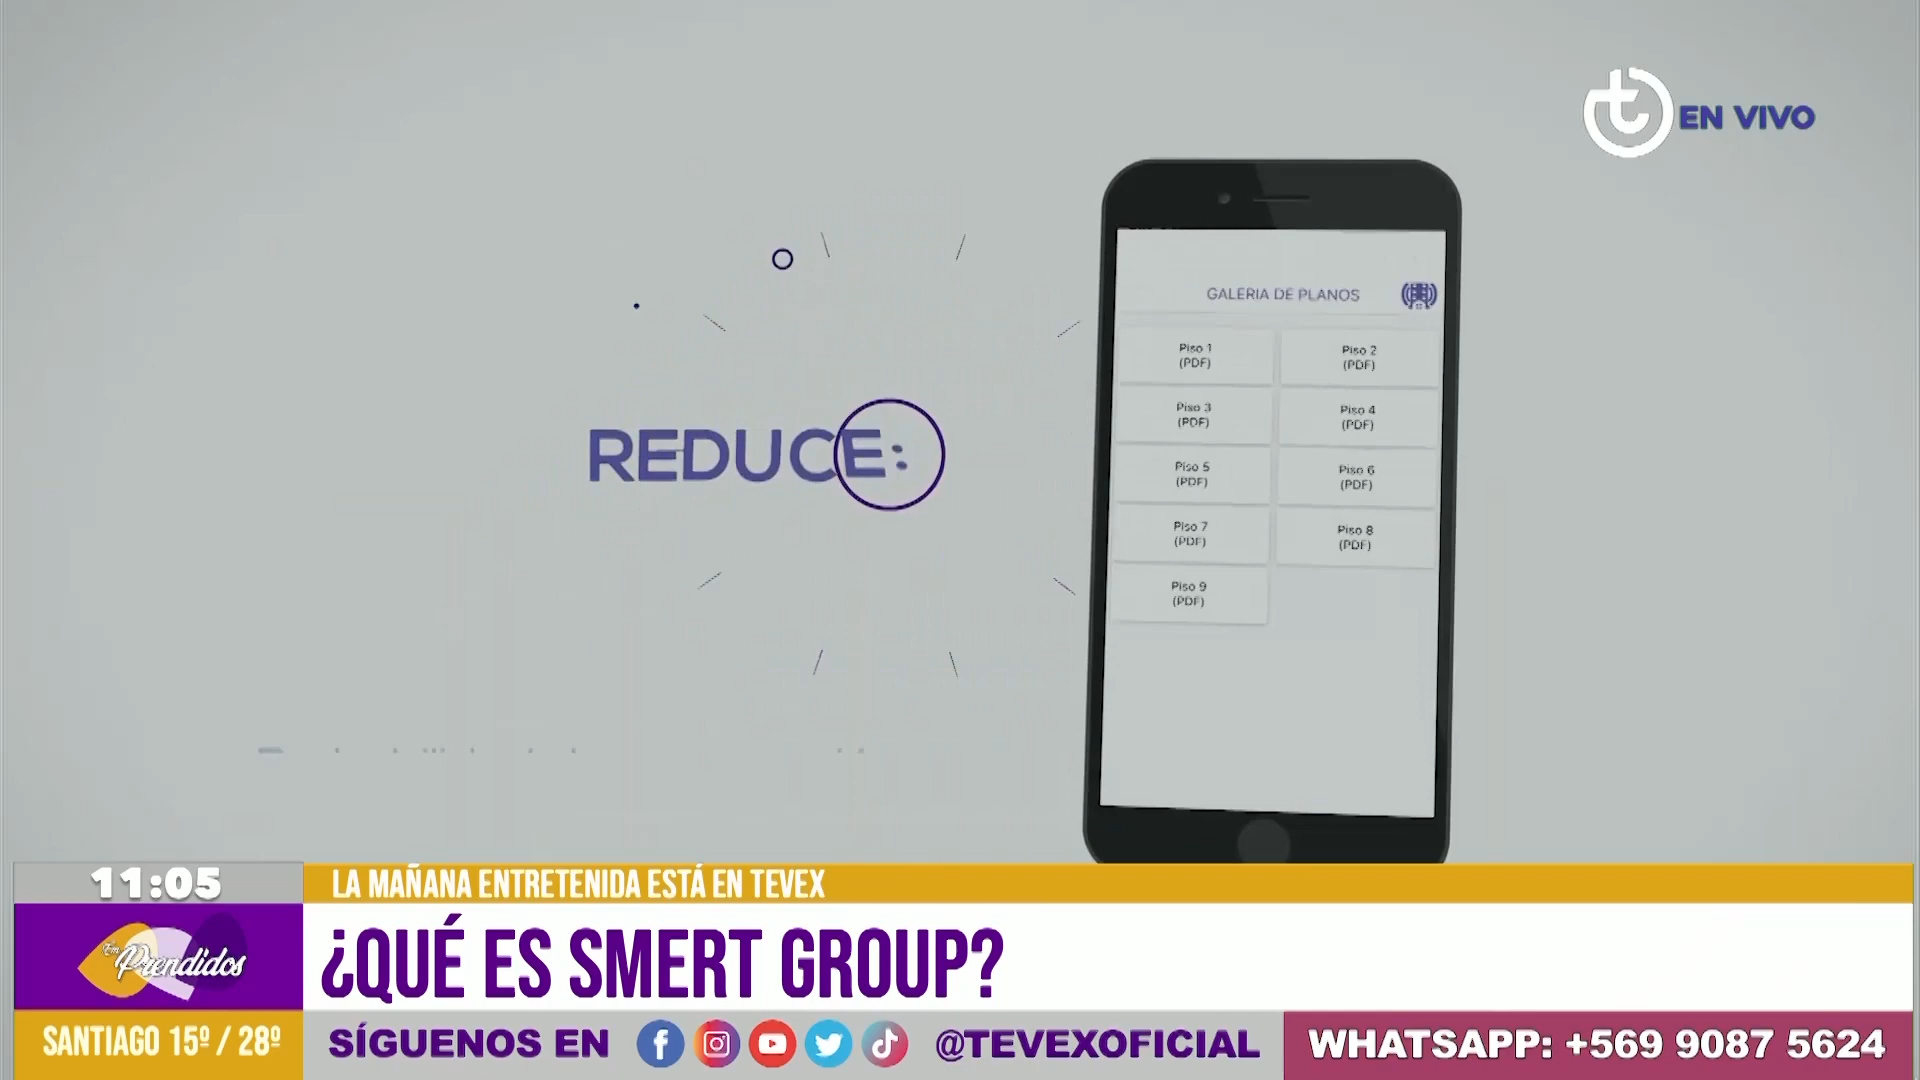 EN VIVO
GALERIA DE PLANOS
Piso 1
(PDF)
Piso 2
(PDF)
Piso 3
(PDF)
Piso 4
(PDF)
REDUCE:
Piso 5
(PDF)
Piso 6
(PDF)
Piso 7
(PDF)
Piso 8
(PDF)
Piso 9
(PDF)
11:05
LA MAÑANA ENTRETENIDA ESTÁ EN TEVEX
Prendidos
¿QUÉ ES SMERT GROUP?
SANTIAGO 15º / 28º
SÍGUENOS EN
@TEVEXOFICIAL
WHATSAPP: +569 9087 5624